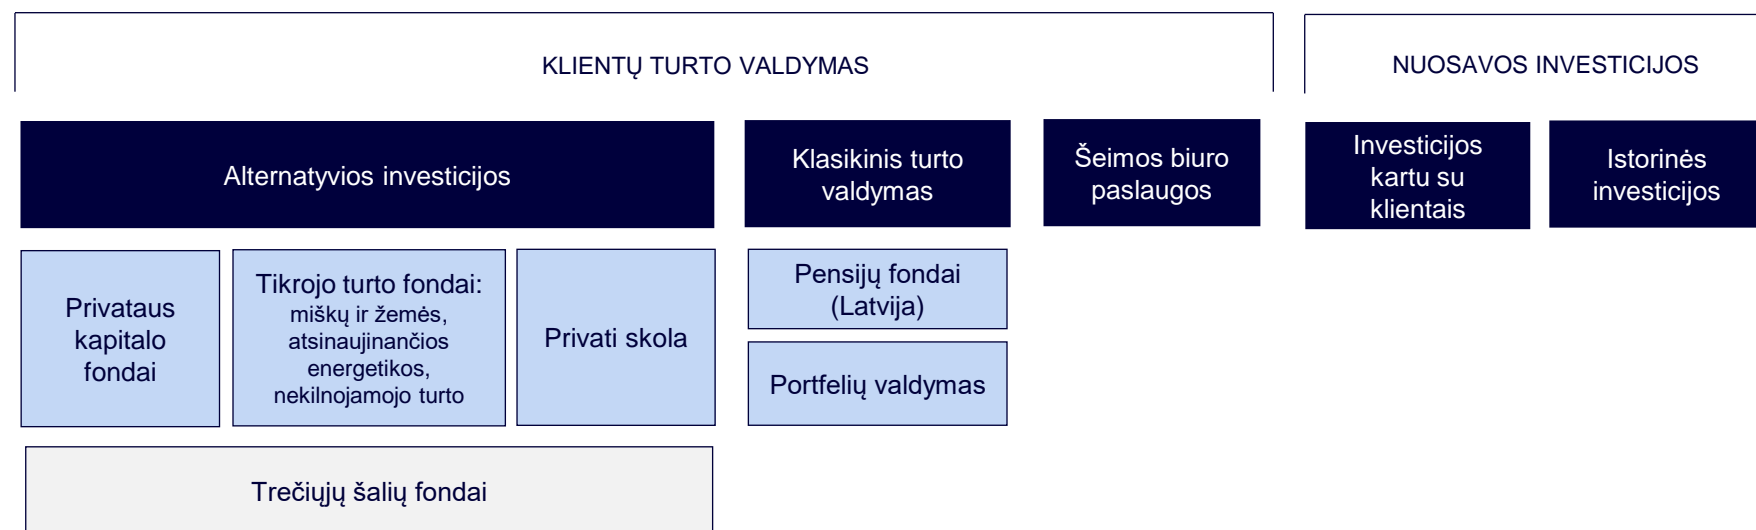 KLIENTŲ TURTO VALDYMAS
NUOSAVOS INVESTICIJOS
Alternatyvios investicijos
Klasikinis turto
valdymas
Šeimos biuro
paslaugos
Investicijos
kartu su
klientais
Istorinės
investicijos
Privataus
kapitalo
fondai
Tikrojo turto fondai:
miškų ir žemės,
atsinaujinančios
energetikos,
nekilnojamojo turto
Privati skola
Pensijų fondai
(Latvija)
Portfelių valdymas
Trečiųjų šalių fondai